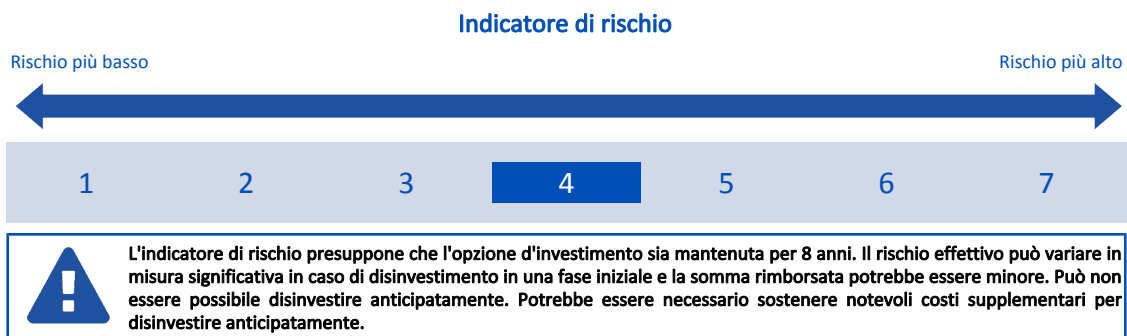 Indicatore di rischio
Rischio più basso
Rischio più alto
1 2 3 4 5 6 7
L'indicatore di rischio presuppone che l'opzione d'investimento sia mantenuta per 8 anni. Il rischio effettivo può variare in
misura significativa in caso di disinvestimento in una fase iniziale e la somma rimborsata potrebbe essere minore. Può non
essere possibile disinvestire anticipatamente. Potrebbe essere necessario sostenere notevoli costi supplementari per
disinvestire anticipatamente.